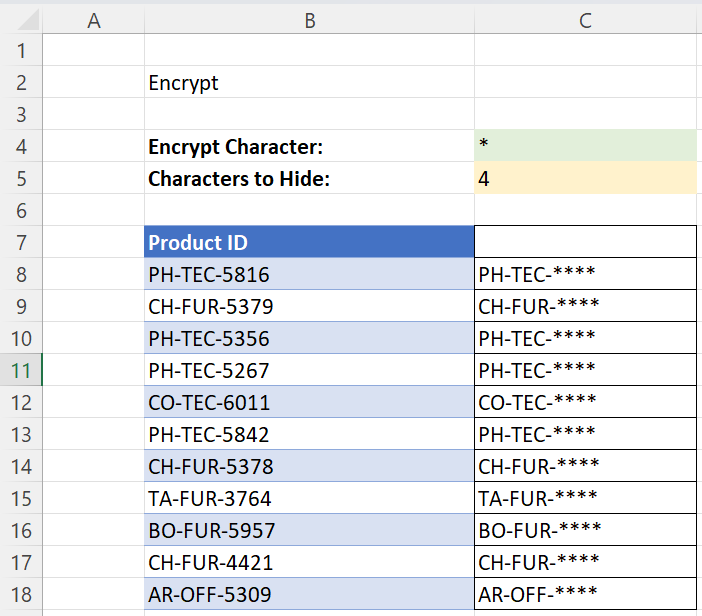 A B C
1
2 Encrypt
3
4 Encrypt Character: *
5 Characters to Hide: 4
6
7 Product ID
8 PH-TEC-5816 PH-TEC-****
9 CH-FUR-5379 CH-FUR-****
10 PH-TEC-5356 PH-TEC-****
11 PH-TEC-5267 PH-TEC-****
12 CO-TEC-6011 CO-TEC-****
13 PH-TEC-5842 PH-TEC-****
14 CH-FUR-5378 CH-FUR-****
15 TA-FUR-3764 TA-FUR-****
16 BO-FUR-5957 BO-FUR-****
17 CH-FUR-4421 CH-FUR-****
18 AR-OFF-5309 AR-OFF-****